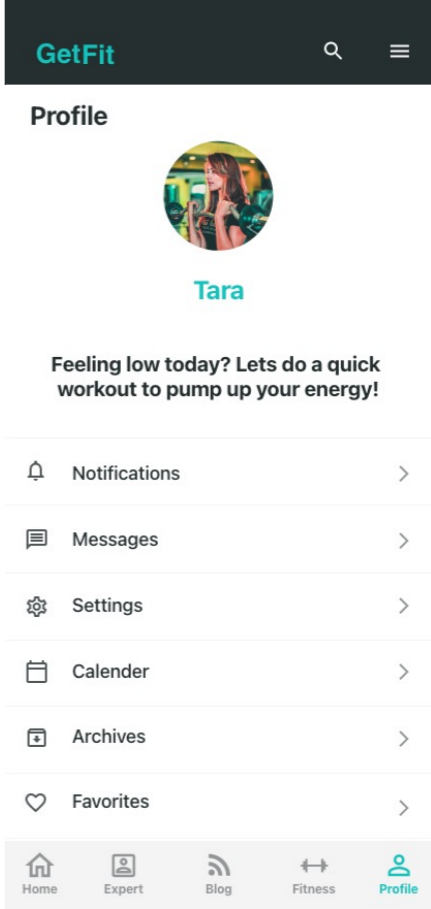 GetFit
Profile
Tara
Feeling low today? Lets do a quick
workout to pump up your energy!
Notifications
Messages
Settings
Calender
Archives
Favorites
Home Expert Blog Fitness Profile